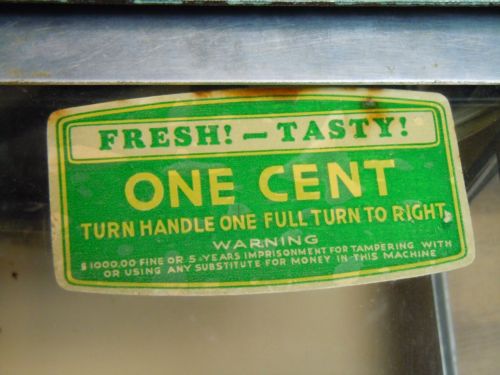 FRESH! — TASTY!
ONE CENT
TURN HANDLE ONE FULL TURN TO RIGHT
WARNING
$1000.00 FINE OR 5-YEARS IMPRISONMENT FOR TAMPERING WITH
OR USING ANY SUBSTITUTE FOR MONEY IN THIS MACHINE